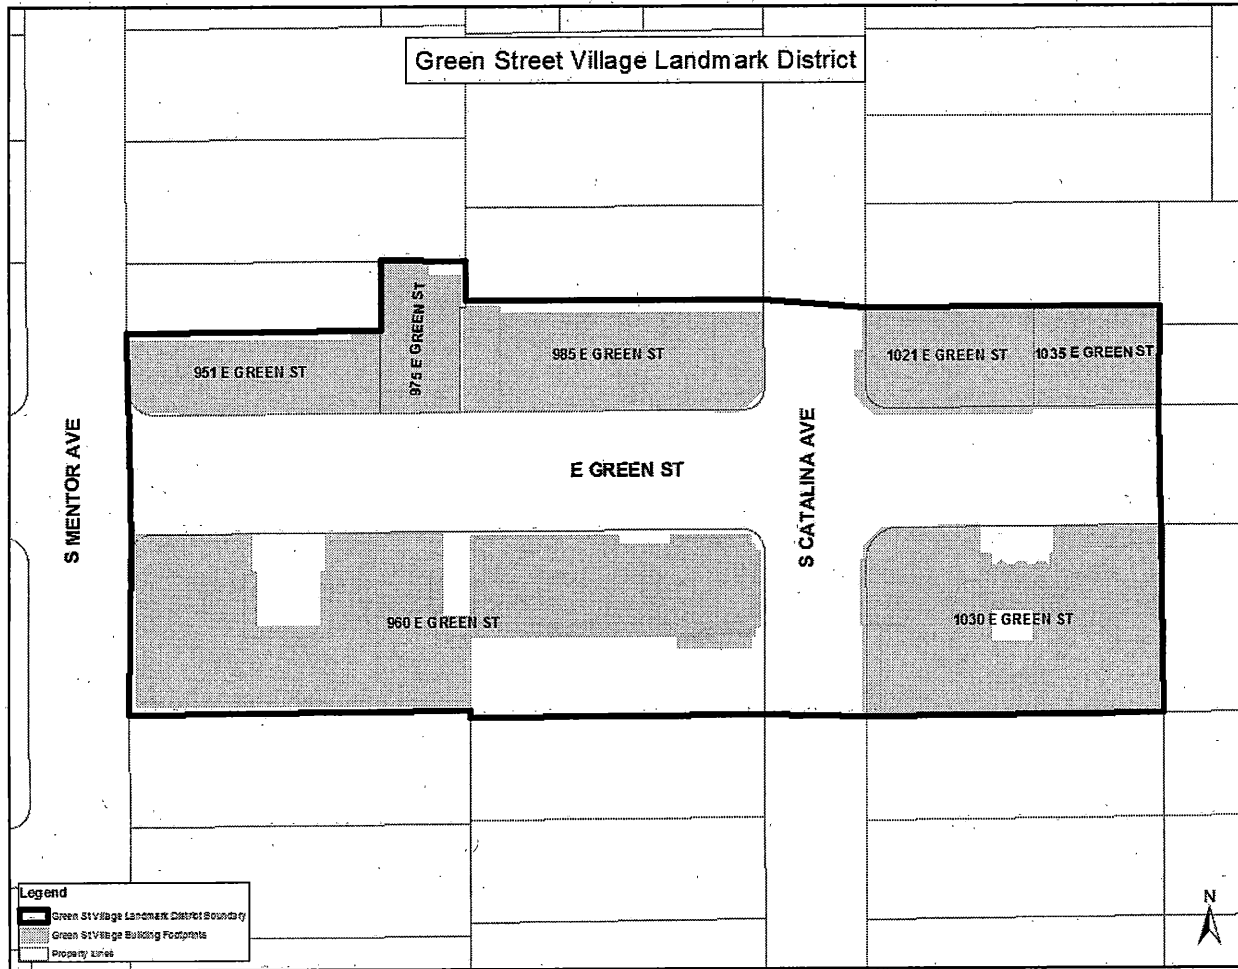 Green Street Village Landmark District
975 E GREEN ST
951 E GREEN ST
985 E GREEN ST
1021 E GREEN ST
1035 E GREEN ST
S MENTOR AVE
E GREEN ST
S CATALINA AVE
960 E GREEN ST
1030 E GREEN ST
Legend
Green St Village Landmark District Boundary
Green St Village Building Footprints
Property Lines
N